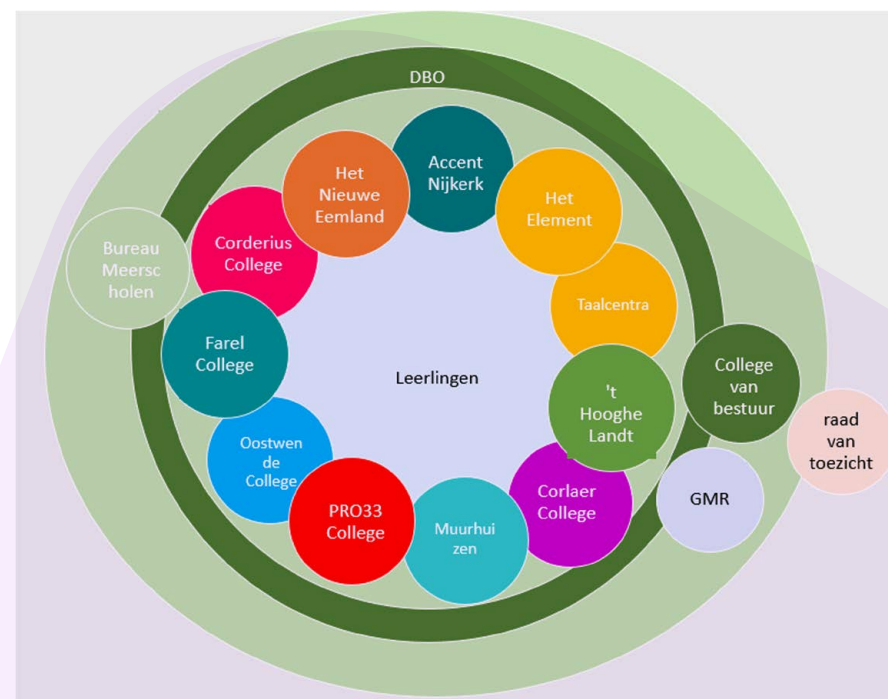 DBO
Accent
Nijkerk
Het
Nieuwe
Eemland
Het
Element
Corderius
College
Bureau
Meersc
holen
Taalcentra
Farel
College
Leerlingen
College
van
bestuur
't
Hooghe
Landt
raad
van
toezicht
Oostwen
de
College
GMR
Corlaer
College
PRO33
College
Muurhui
zen